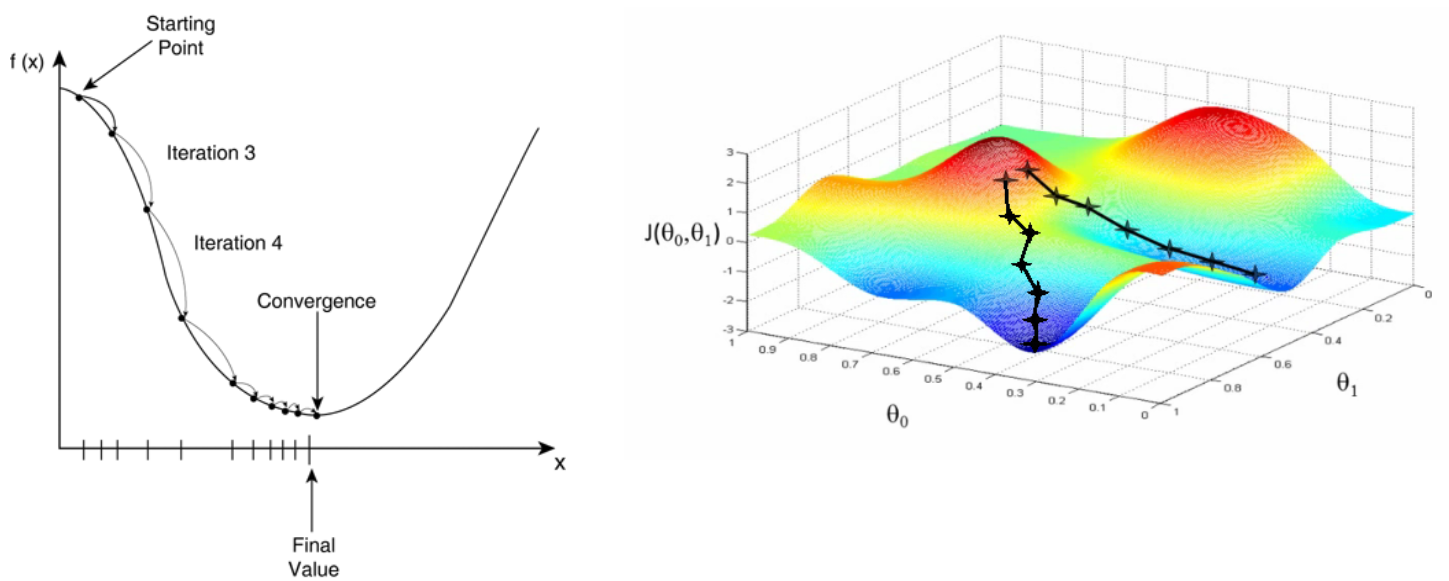 Starting
Point
f (x)
Iteration 3
Iteration 4
Convergence
x
Final
Value
3
2
1
0
-1
-2
-3
J(θ₀,θ₁)
1
0.9
0.8
0.7
0.6
0.5
0.4
0.3
0.2
0.1
0
θ₀
1
0.8
0.6
0.4
0.2
0
θ₁